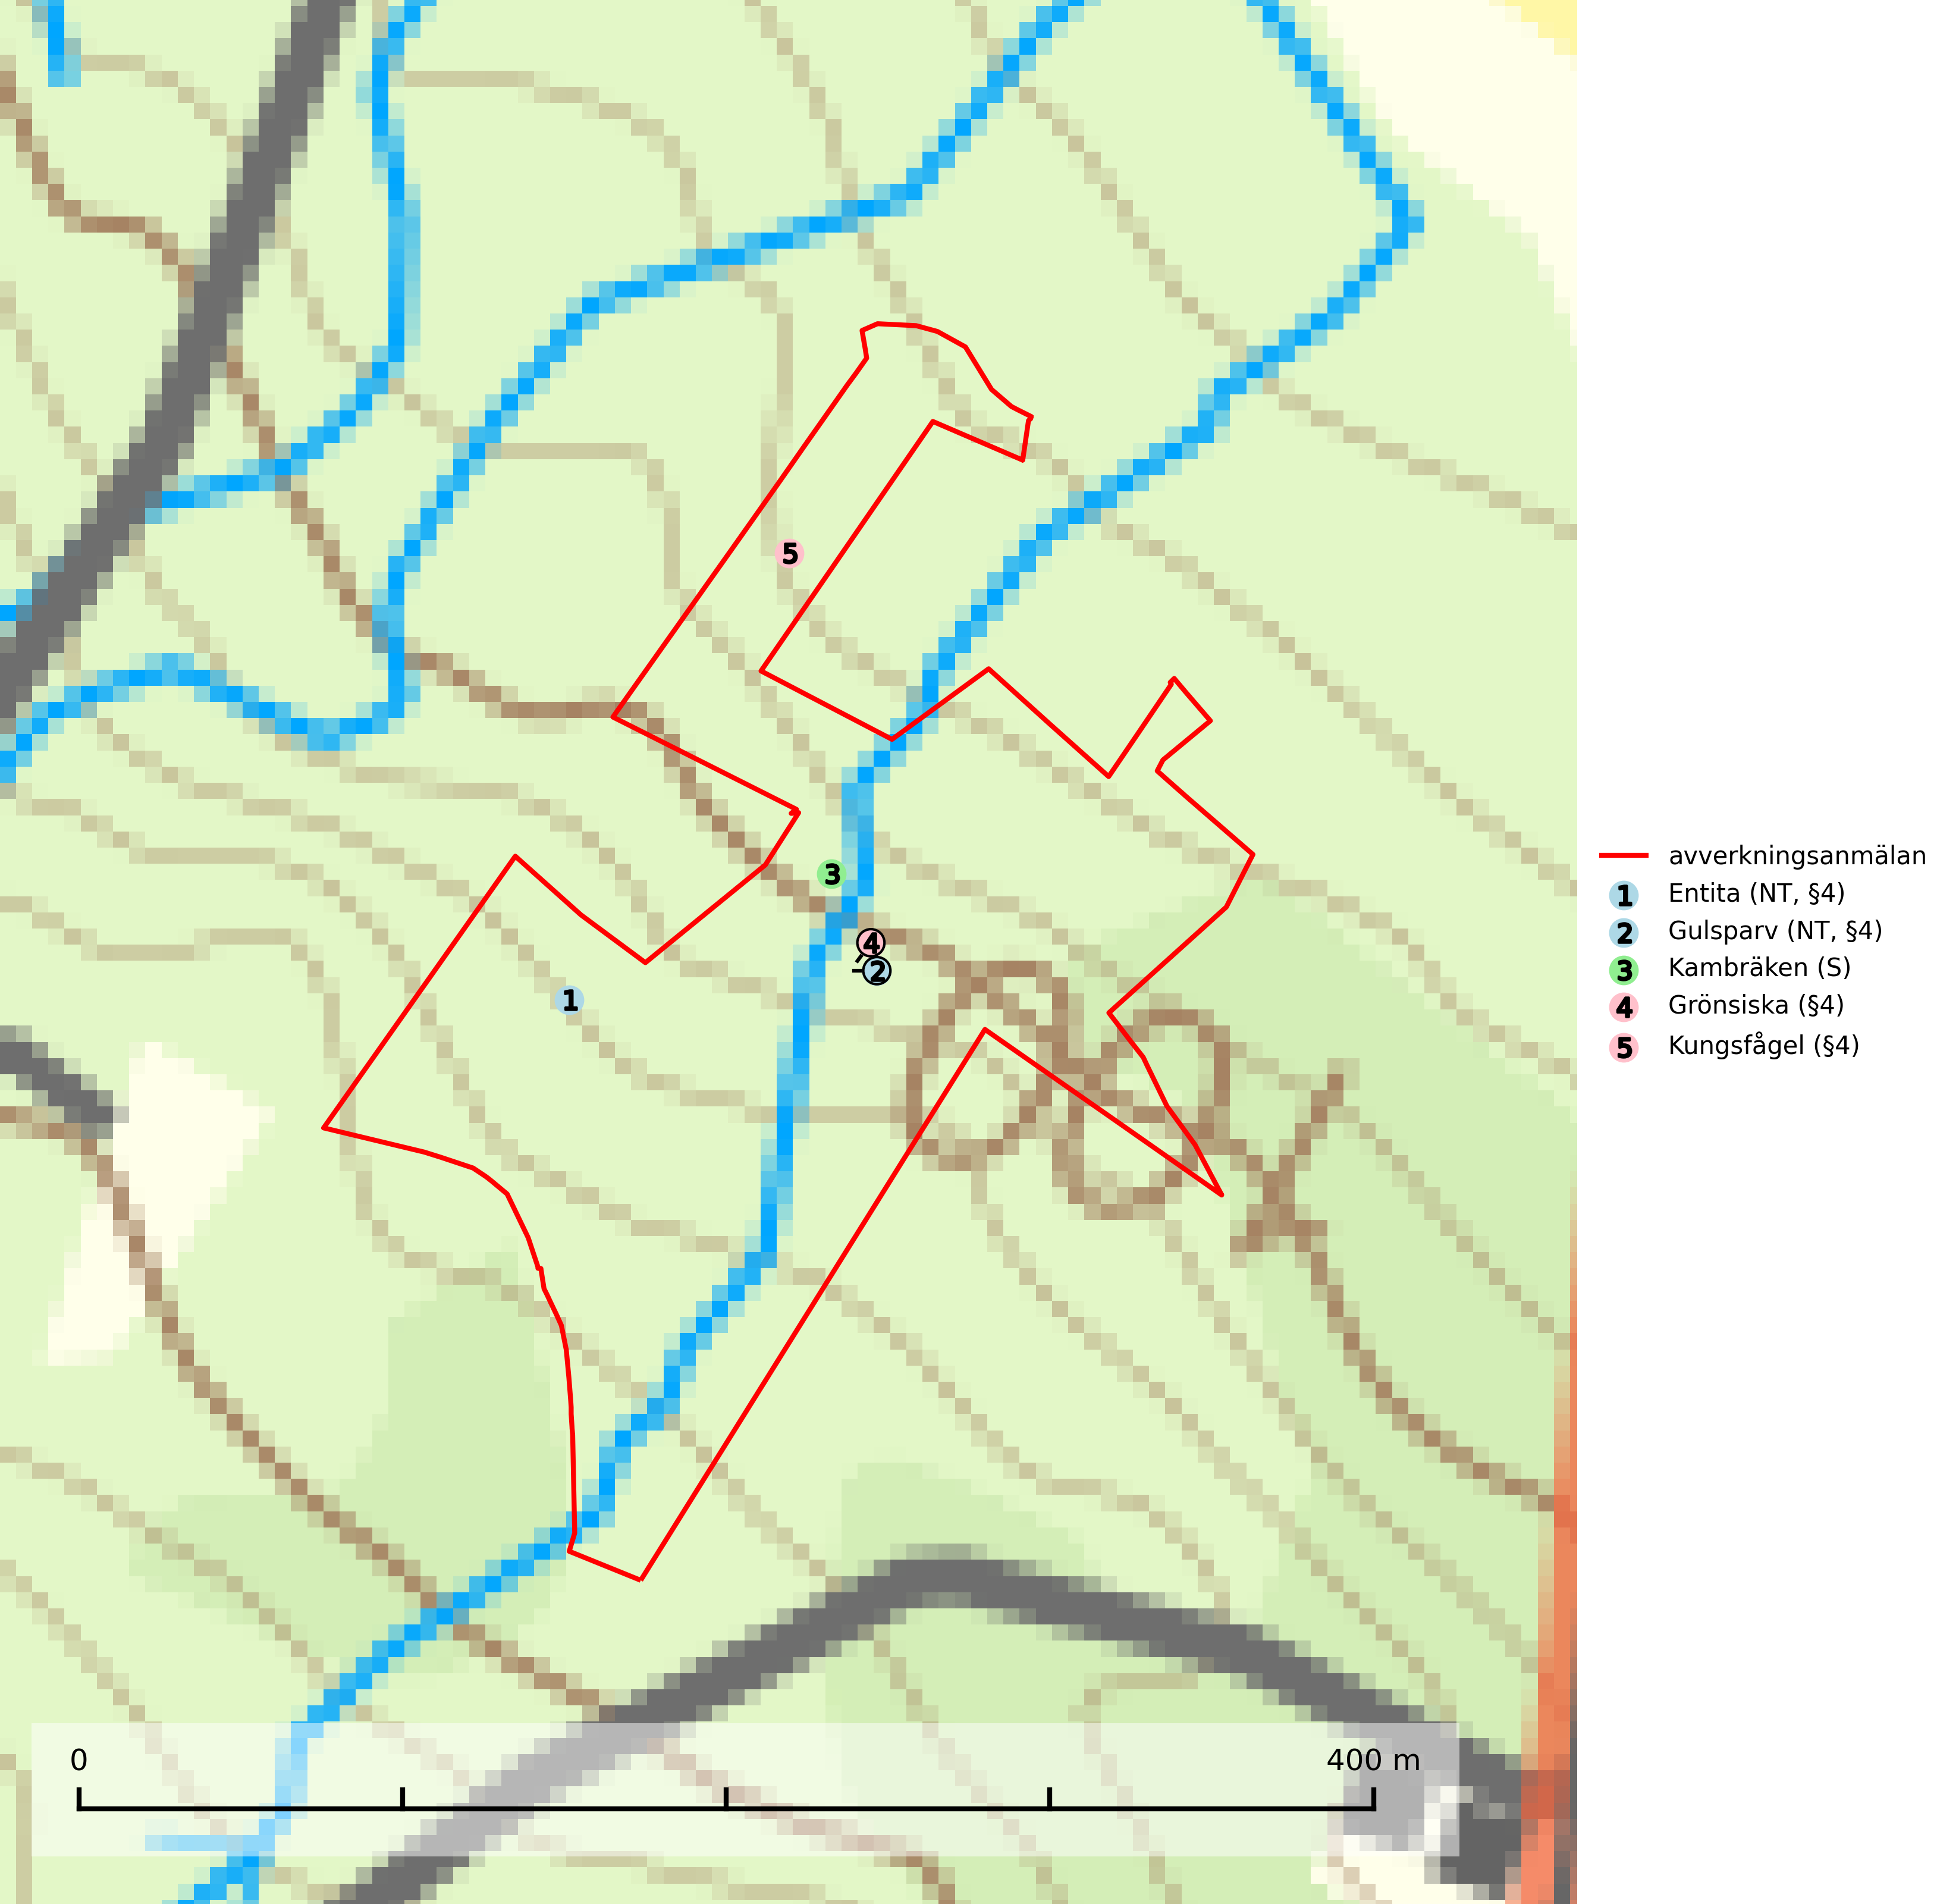 5
3
4
2
1
avverkningsanmälan
1 Entita (NT, §4)
2 Gulsparv (NT, §4)
3 Kambräken (S)
4 Grönsiska (§4)
5 Kungsfågel (§4)
0 400 m